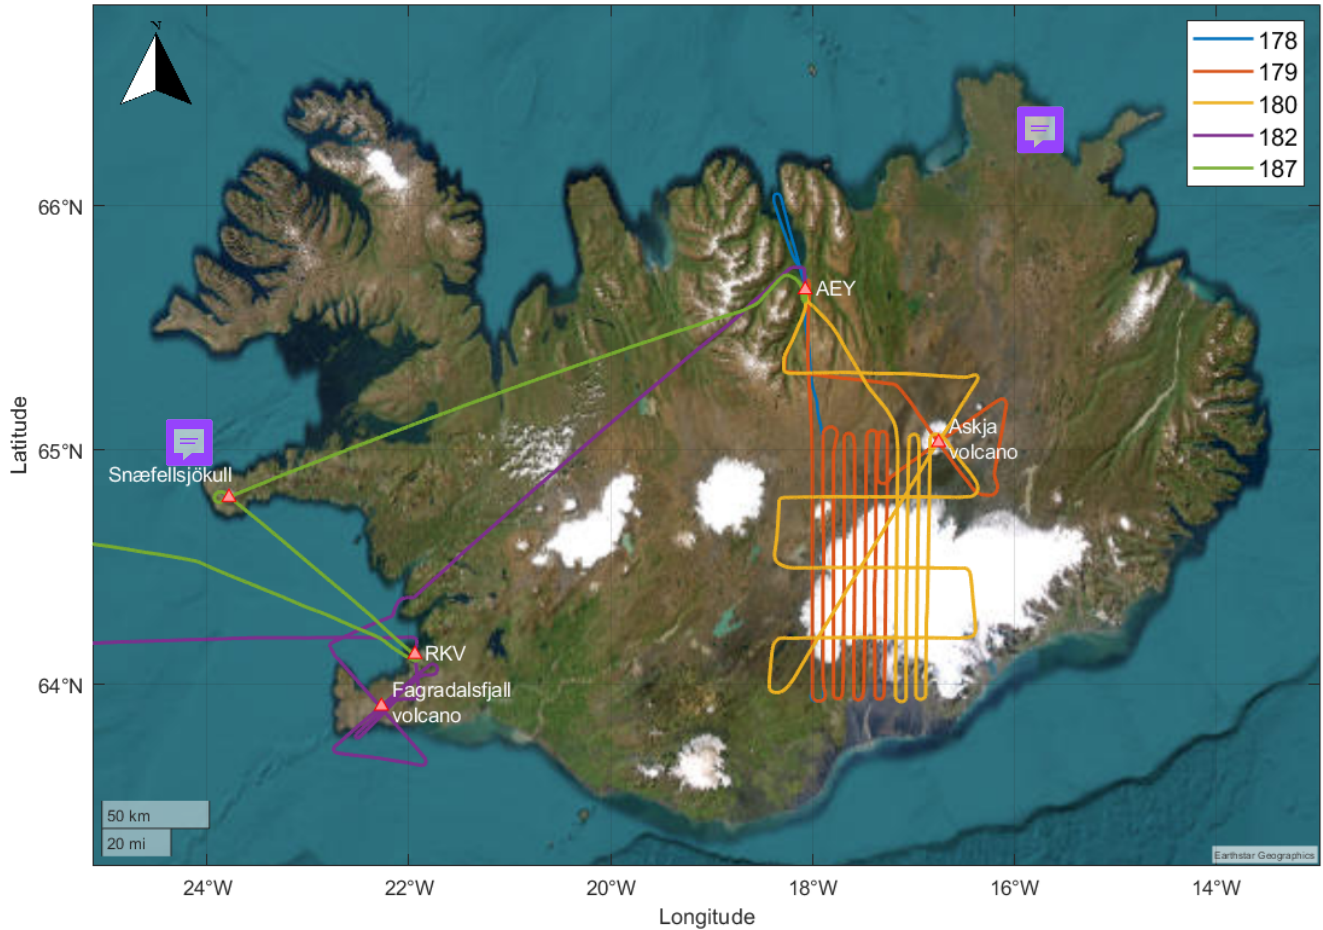 N
178
179
180
182
187
66°N
65°N
64°N
Latitude
AEY
Askja
volcano
Snæfellsjökull
RKV
Fagradalsfjall
volcano
50 km
20 mi
Earthstar Geographics
24°W
22°W
20°W
18°W
16°W
14°W
Longitude